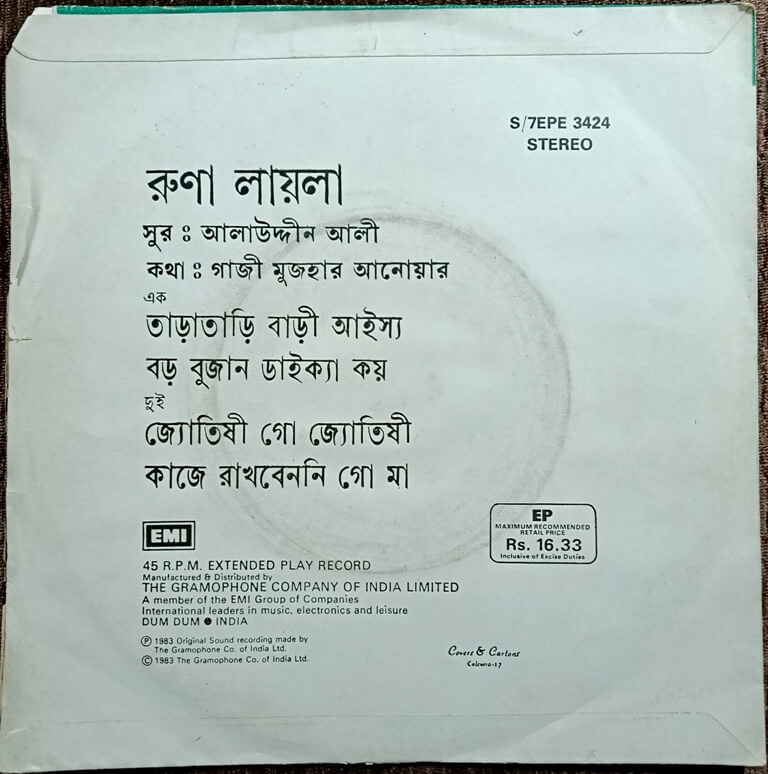 S/7EPE 3424
STEREO
রুণা লায়লা
সুর : আলাউদ্দীন আলী
কথা : গাজী মুজহার আনোয়ার
এক
তাড়াতাড়ি বাড়ী আইস্য
বড় বুজান ডাইক্যা কয়
দুই
জ্যোতিষী গো জ্যোতিষী
কাজে রাখবেননি গো মা
EP
MAXIMUM RECOMMENDED
RETAIL PRICE
Rs. 16.33
Inclusive of Excise Duties
EMI
45 R.P.M. EXTENDED PLAY RECORD
Manufactured & Distributed by
THE GRAMOPHONE COMPANY OF INDIA LIMITED
A member of the EMI Group of Companies
International leaders in music, electronics and leisure
DUM DUM ● INDIA
Ⓟ 1983 Original Sound recording made by
The Gramophone Co. of India Ltd.
© 1983 The Gramophone Co. of India Ltd.
Covers & Cartons
Calcutta-17